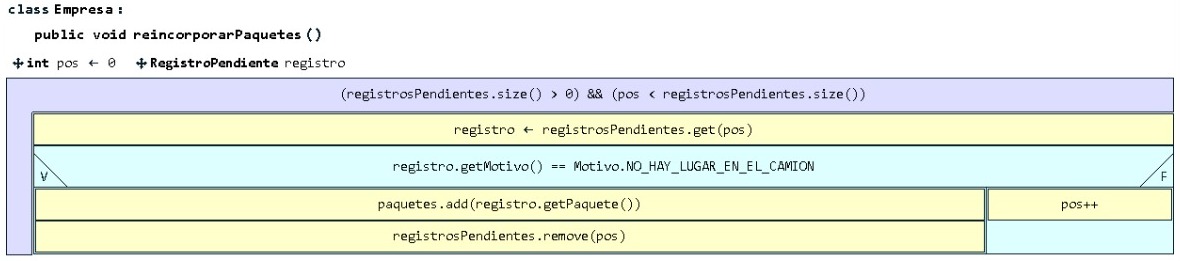 class Empresa:
public void reincorporarPaquetes()
int pos ← 0 RegistroPendiente registro
(registrosPendientes.size() > 0) && (pos < registrosPendientes.size())
registro ← registrosPendientes.get(pos)
registro.getMotivo() == Motivo.NO_HAY_LUGAR_EN_EL_CAMION
V F
paquetes.add(registro.getPaquete()) pos++
registrosPendientes.remove(pos)